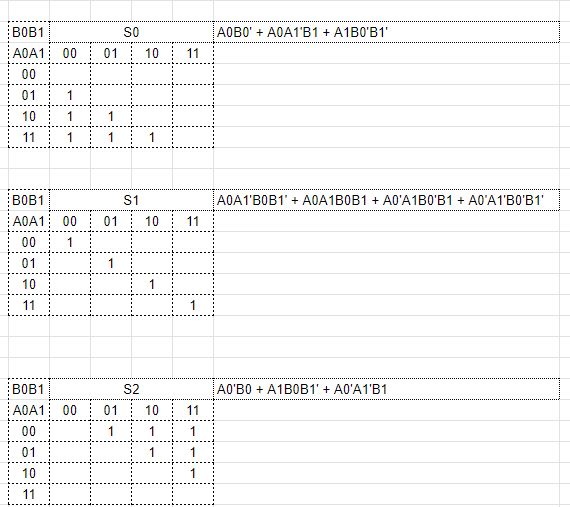 B0B1 S0 A0B0' + A0A1'B1 + A1B0'B1'
A0A1 00 01 10 11
00
01 1
10 1 1
11 1 1 1
B0B1 S1 A0A1'B0B1' + A0A1B0B1 + A0'A1B0'B1 + A0'A1'B0'B1'
A0A1 00 01 10 11
00 1
01 1
10 1
11 1
B0B1 S2 A0'B0 + A1B0B1' + A0'A1'B1
A0A1 00 01 10 11
00 1 1 1
01 1 1
10 1
11